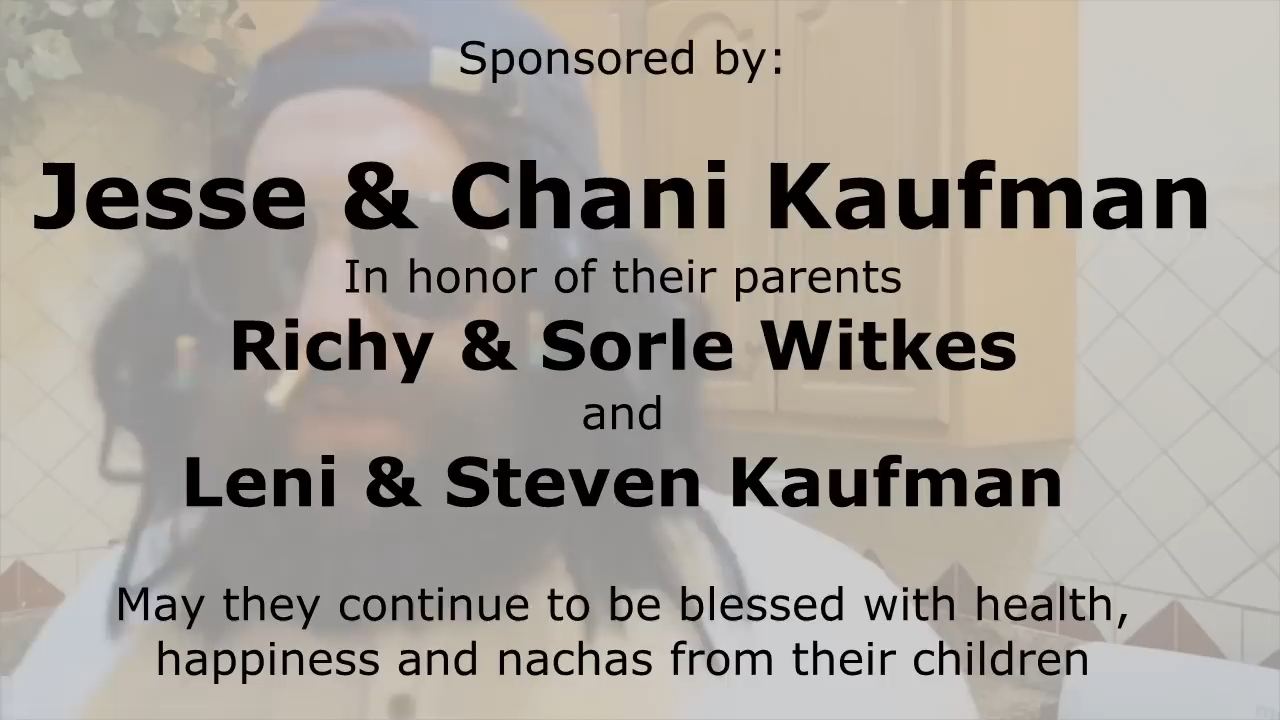 Sponsored by:
Jesse & Chani Kaufman
In honor of their parents
Richy & Sorle Witkes
and
Leni & Steven Kaufman
May they continue to be blessed with health,
happiness and nachas from their children